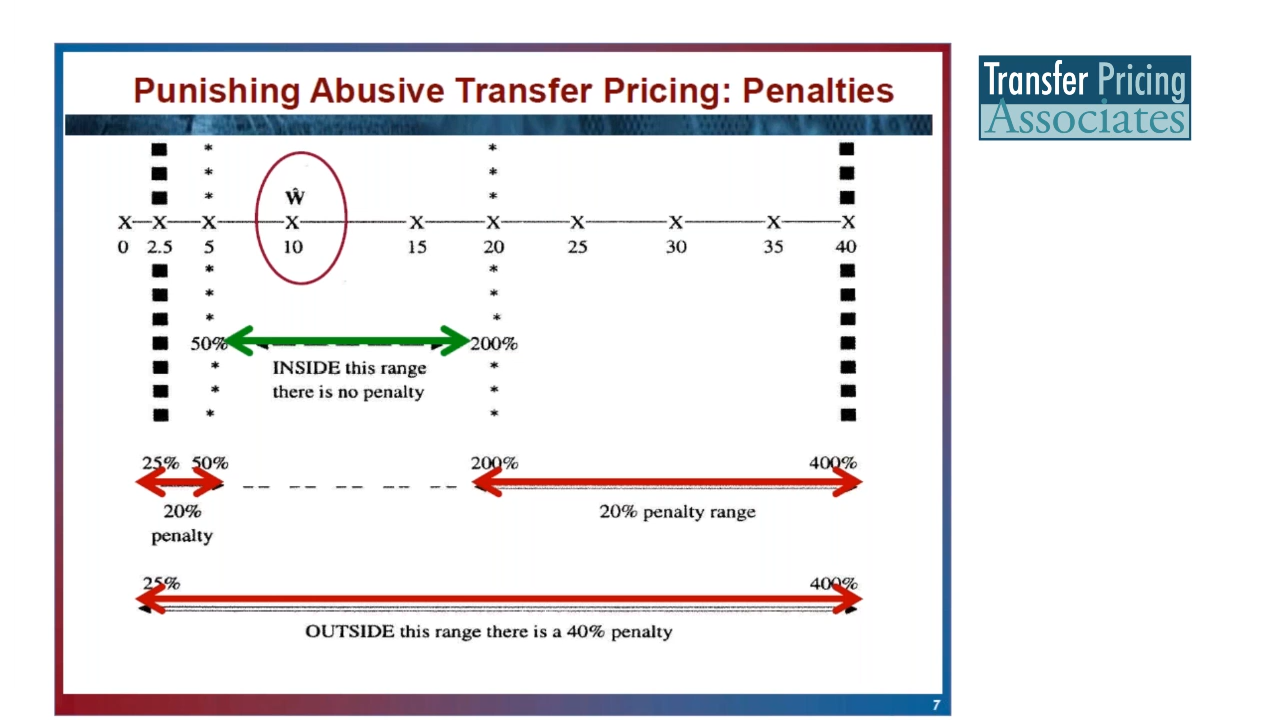 Punishing Abusive Transfer Pricing: Penalties
Transfer Pricing
Associates
* *
* *
* Ŵ *
X X X X X X X X X X
0 2.5 5 10 15 20 25 30 35 40
* *
* *
* *
50% 200%
INSIDE this range
* *
there is no penalty
* *
* *
25% 50% 200% 400%
20% 20% penalty range
penalty
25% 400%
OUTSIDE this range there is a 40% penalty
7